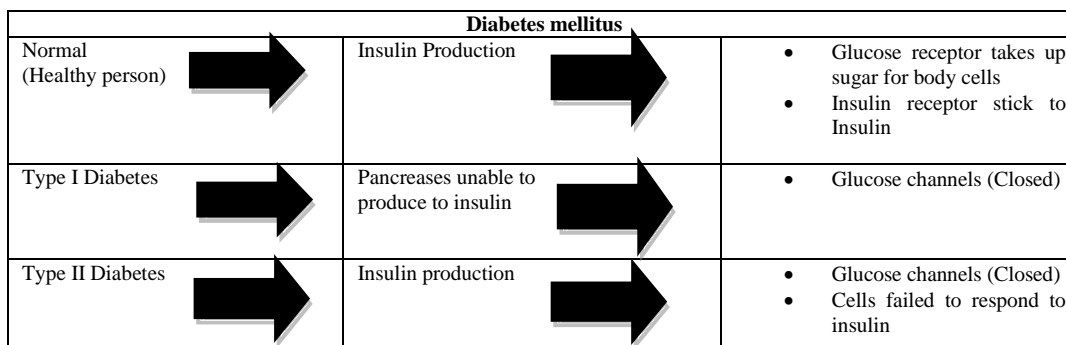 Diabetes mellitus
Normal
(Healthy person)
Insulin Production
• Glucose receptor takes up
sugar for body cells
• Insulin receptor stick to
Insulin
Type I Diabetes
Pancreases unable to
produce to insulin
• Glucose channels (Closed)
Type II Diabetes
Insulin production
• Glucose channels (Closed)
• Cells failed to respond to
insulin